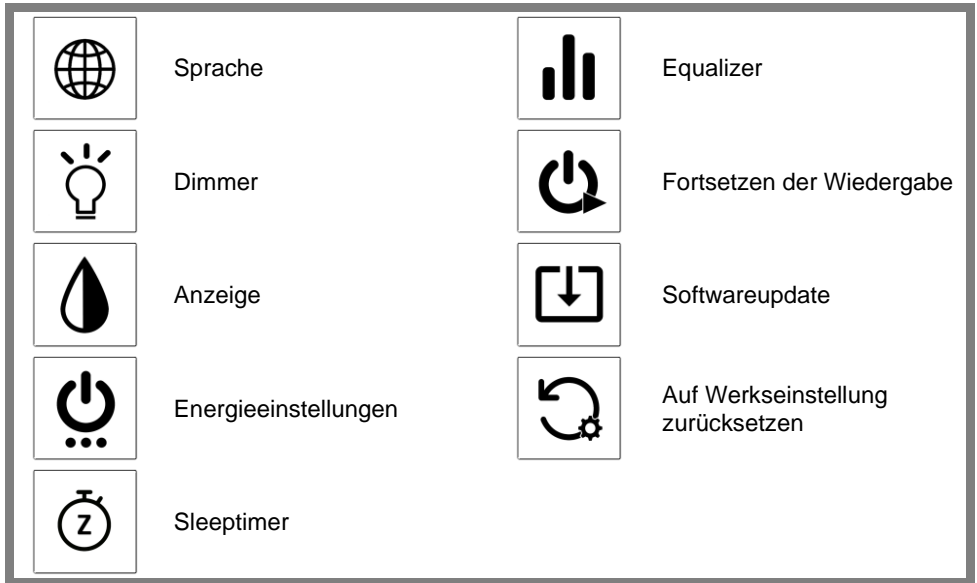 Sprache
Equalizer
Dimmer
Fortsetzen der Wiedergabe
Anzeige
Softwareupdate
Energieeinstellungen
Auf Werkseinstellung
zurücksetzen
Z
Sleeptimer